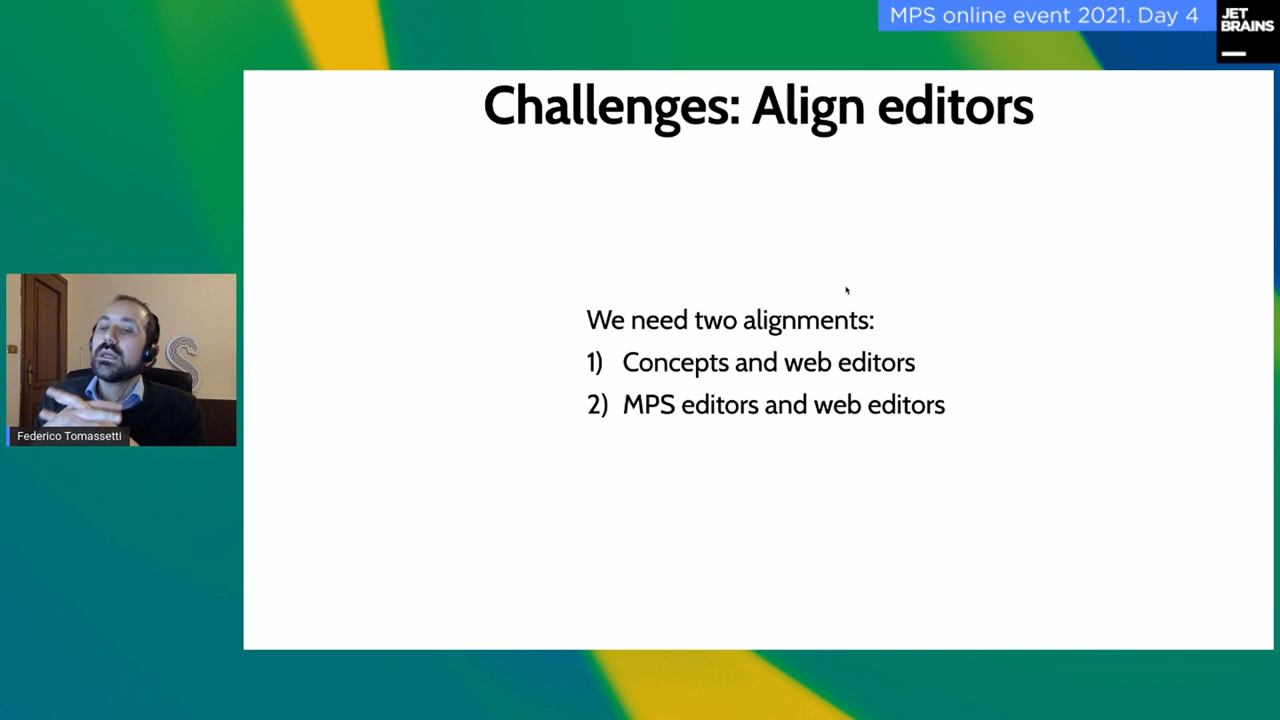 MPS online event 2021. Day 4
JET
BRAINS
Challenges: Align editors
We need two alignments:
1) Concepts and web editors
2) MPS editors and web editors
Federico Tomassetti